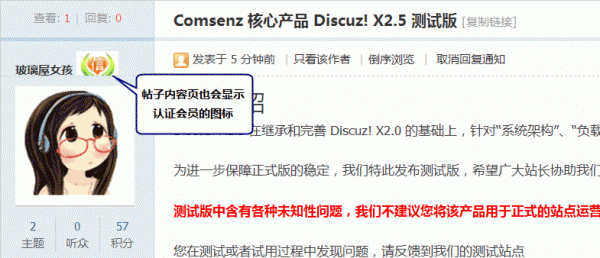 查看: 1 | 回复: 0
Comsenz 核心产品 Discuz! X2.5 测试版 [复制链接]
玻璃屋女孩 信
发表于 5 分钟前 | 只看该作者 | 倒序浏览 | 取消回复通知
帖子内容页也会显示
认证会员的图标
绍
在继承和完善 Discuz! X2.0 的基础上，针对“系统架构”、“负载
为进一步保障正式版的稳定，我们特此发布测试版，希望广大站长协助我们
测试版中含有各种未知性问题，我们不建议您将该产品用于正式的站点运营
2 0 57
主题 听众 积分
您在测试或者试用过程中发现问题，请反馈到我们的测试站点